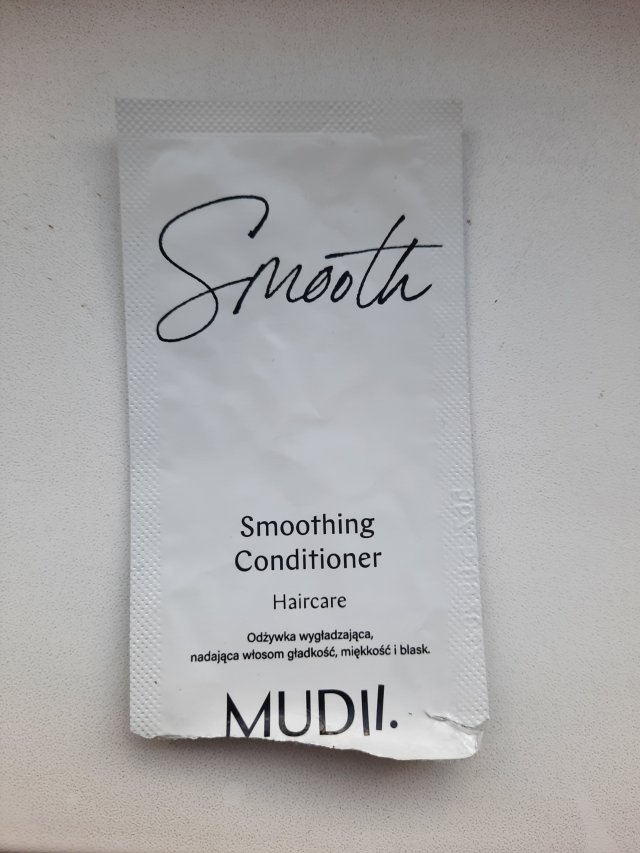 Smooth
Smoothing
Conditioner
Haircare
Odżywka wygładzająca,
nadająca włosom gładkość, miękkość i blask.
MUDII.